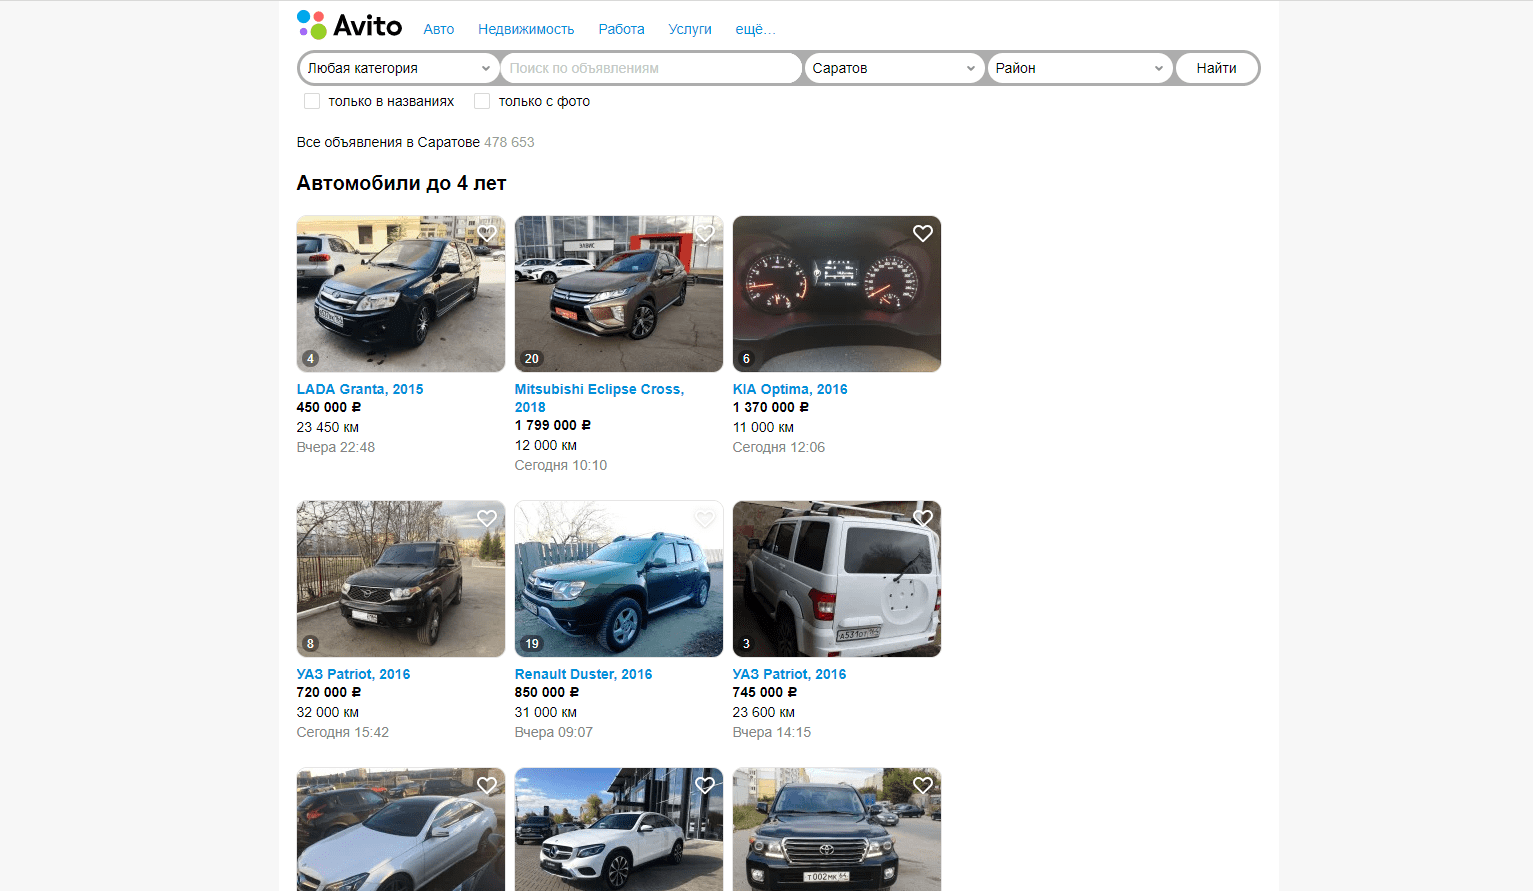 Avito
Авто Недвижимость Работа Услуги ещё...
Любая категория Поиск по объявлениям Саратов Район Найти
только в названиях только с фото
Все объявления в Саратове 478 653
Автомобили до 4 лет
ЭЛВИС
4
20
6
LADA Granta, 2015
450 000 ₽
23 450 км
Вчера 22:48
Mitsubishi Eclipse Cross,
2018
1 799 000 ₽
12 000 км
Сегодня 10:10
KIA Optima, 2016
1 370 000 ₽
11 000 км
Сегодня 12:06
8
19
А531ОТ
3
УАЗ Patriot, 2016
720 000 ₽
32 000 км
Сегодня 15:42
Renault Duster, 2016
850 000 ₽
31 000 км
Вчера 09:07
УАЗ Patriot, 2016
745 000 ₽
23 600 км
Вчера 14:15
Т002МК 64